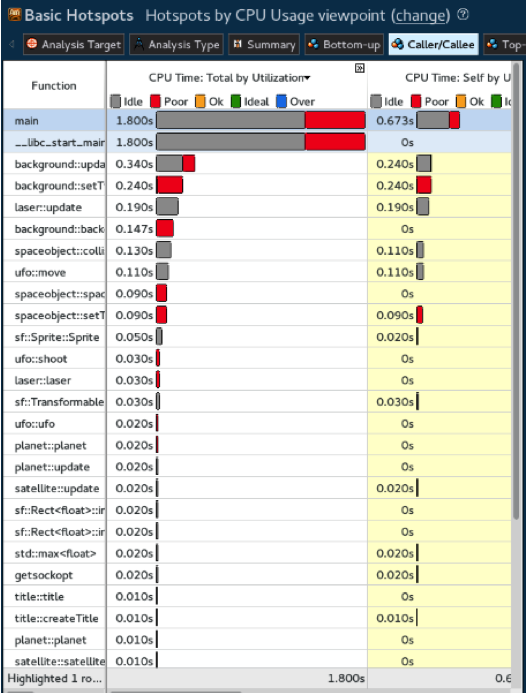 Basic Hotspots Hotspots by CPU Usage viewpoint (change) ?
Analysis Target Analysis Type Summary Bottom-up Caller/Callee Top-
Function CPU Time: Total by Utilization CPU Time: Self by U
Idle Poor Ok Ideal Over Idle Poor Ok Id
main 1.800s 0.673s
__libc_start_main 1.800s 0s
background::upda 0.340s 0.240s
background::setT 0.240s 0.240s
laser::update 0.190s 0.190s
background::back 0.147s 0s
spaceobject::colli 0.130s 0.110s
ufo::move 0.110s 0.110s
spaceobject::spac 0.090s 0s
spaceobject::setT 0.090s 0.090s
sf::Sprite::Sprite 0.050s 0.020s
ufo::shoot 0.030s 0s
laser::laser 0.030s 0s
sf::Transformable 0.030s 0.030s
ufo::ufo 0.020s 0s
planet::planet 0.020s 0s
planet::update 0.020s 0s
satellite::update 0.020s 0.020s
sf::Rect<float>::ir 0.020s 0s
sf::Rect<float>::ir 0.020s 0s
std::max<float> 0.020s 0.020s
getsockopt 0.020s 0.020s
title::title 0.010s 0s
title::createTitle 0.010s 0.010s
planet::planet 0.010s 0s
satellite::satellite 0.010s 0s
Highlighted 1 ro... 1.800s 0.6